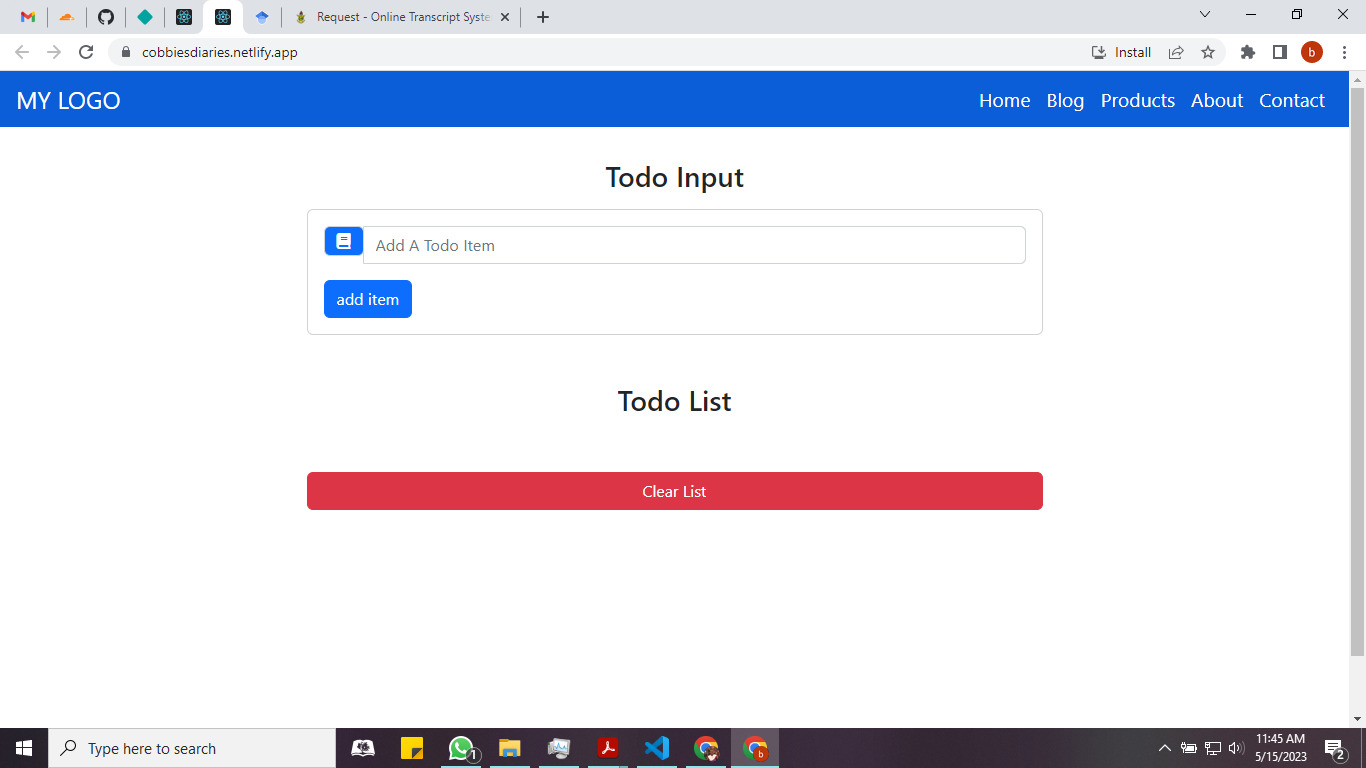 Request - Online Transcript Syste
cobbiesdiaries.netlify.app
Install
b
MY LOGO
Home Blog Products About Contact
Todo Input
Add A Todo Item
add item
Todo List
Clear List
Type here to search
1
b
11:45 AM
5/15/2023
2